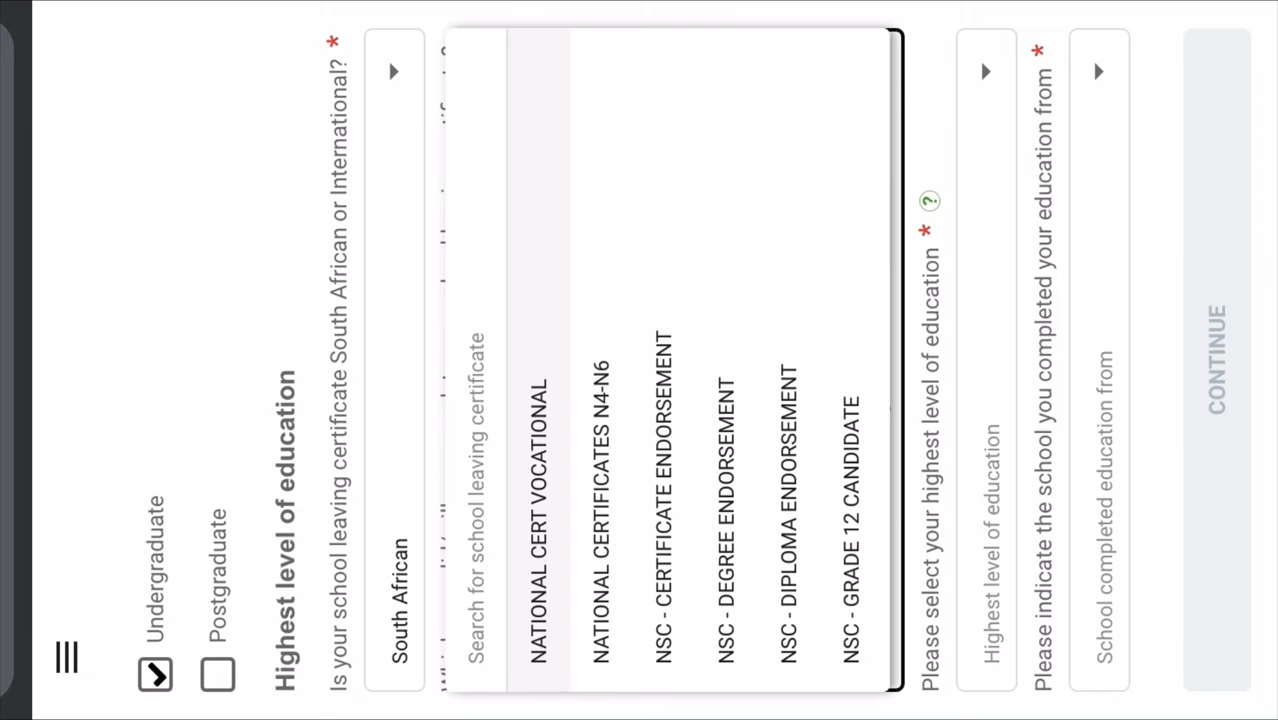 Undergraduate
Postgraduate
Highest level of education
Is your school leaving certificate South African or International? *
South African
Search for school leaving certificate
NATIONAL CERT VOCATIONAL
NATIONAL CERTIFICATES N4-N6
NSC - CERTIFICATE ENDORSEMENT
NSC - DEGREE ENDORSEMENT
NSC - DIPLOMA ENDORSEMENT
NSC - GRADE 12 CANDIDATE
Please select your highest level of education * ?
Highest level of education
Please indicate the school you completed your education from *
School completed education from
CONTINUE